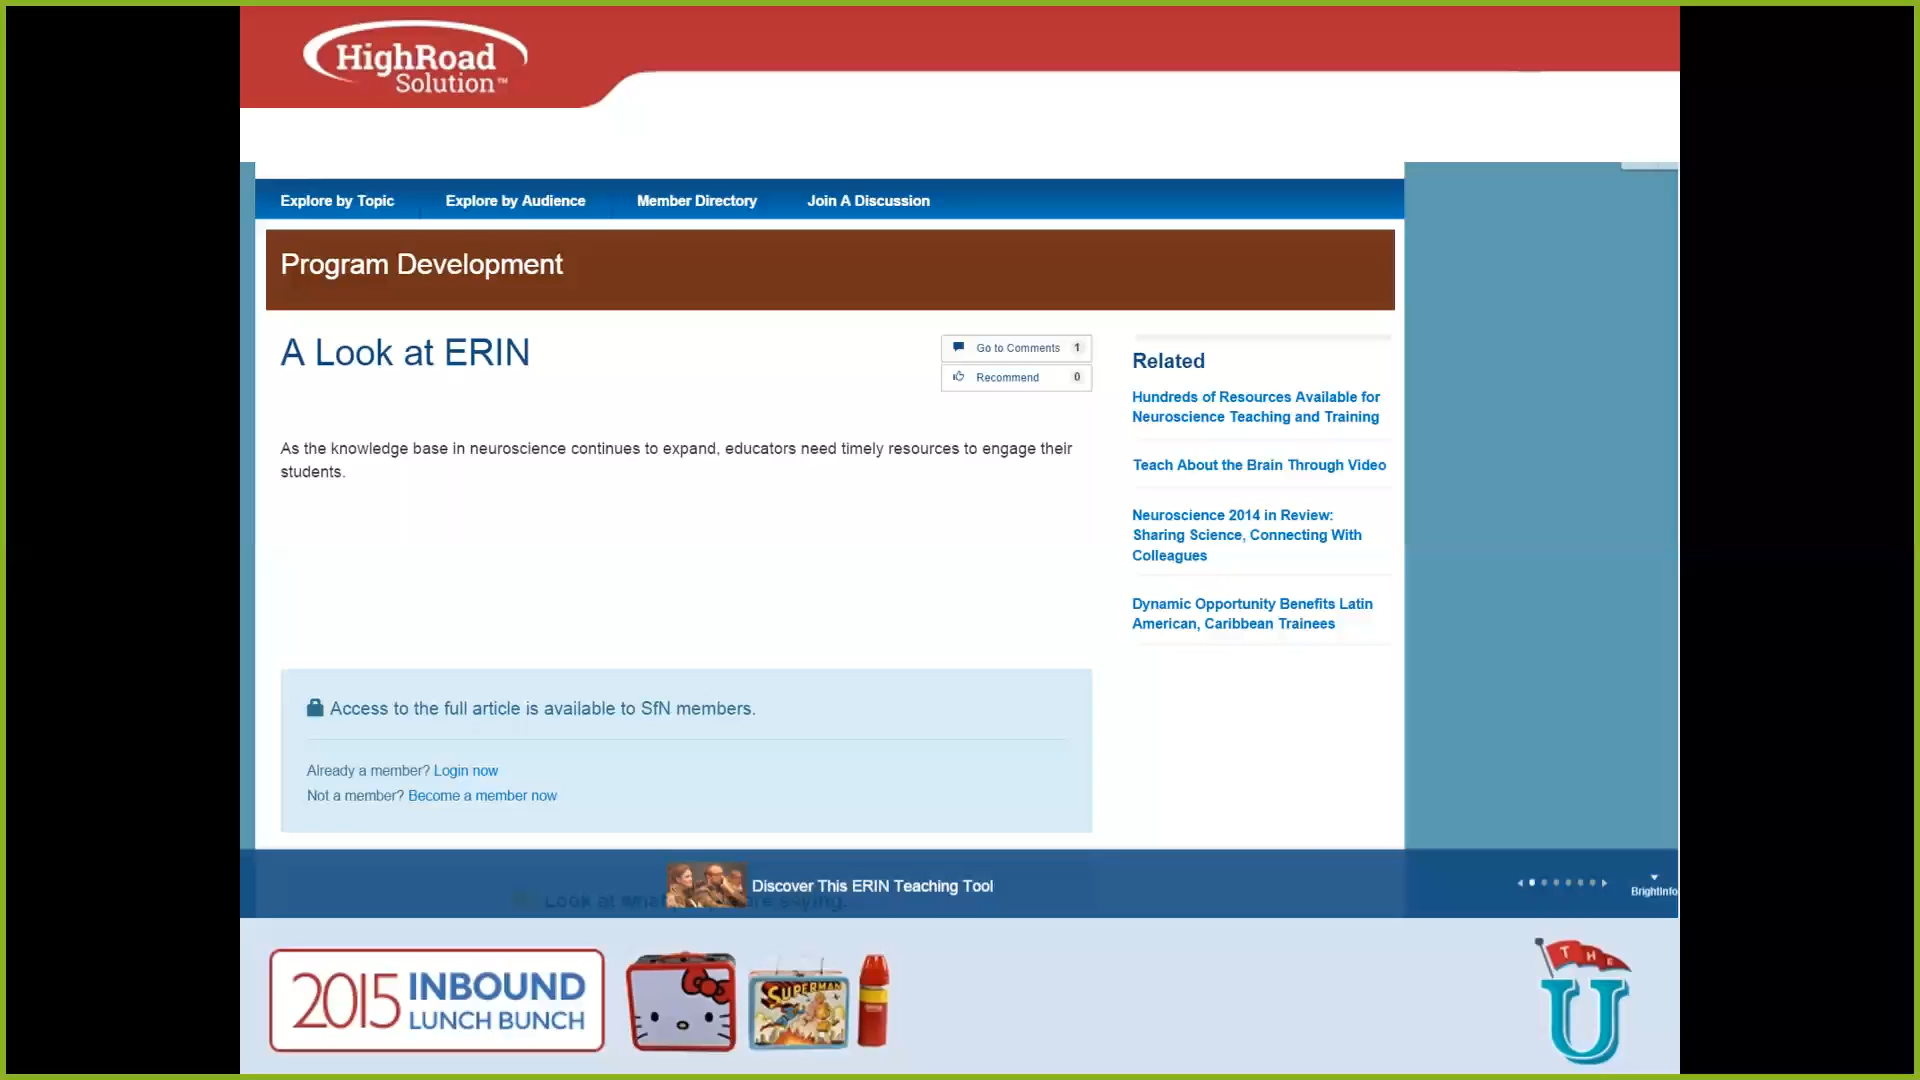 HighRoad
Solution™
Explore by Topic
Explore by Audience
Member Directory
Join A Discussion
Program Development
A Look at ERIN
Go to Comments 1
Recommend 0
As the knowledge base in neuroscience continues to expand, educators need timely resources to engage their
students.
Related
Hundreds of Resources Available for
Neuroscience Teaching and Training
Teach About the Brain Through Video
Neuroscience 2014 in Review:
Sharing Science, Connecting With
Colleagues
Dynamic Opportunity Benefits Latin
American, Caribbean Trainees
Access to the full article is available to SfN members.
Already a member? Login now
Not a member? Become a member now
Discover This ERIN Teaching Tool
BrightInfo
Look at what
saying.
2015 INBOUND
LUNCH BUNCH
SUPERMAN
THE
U